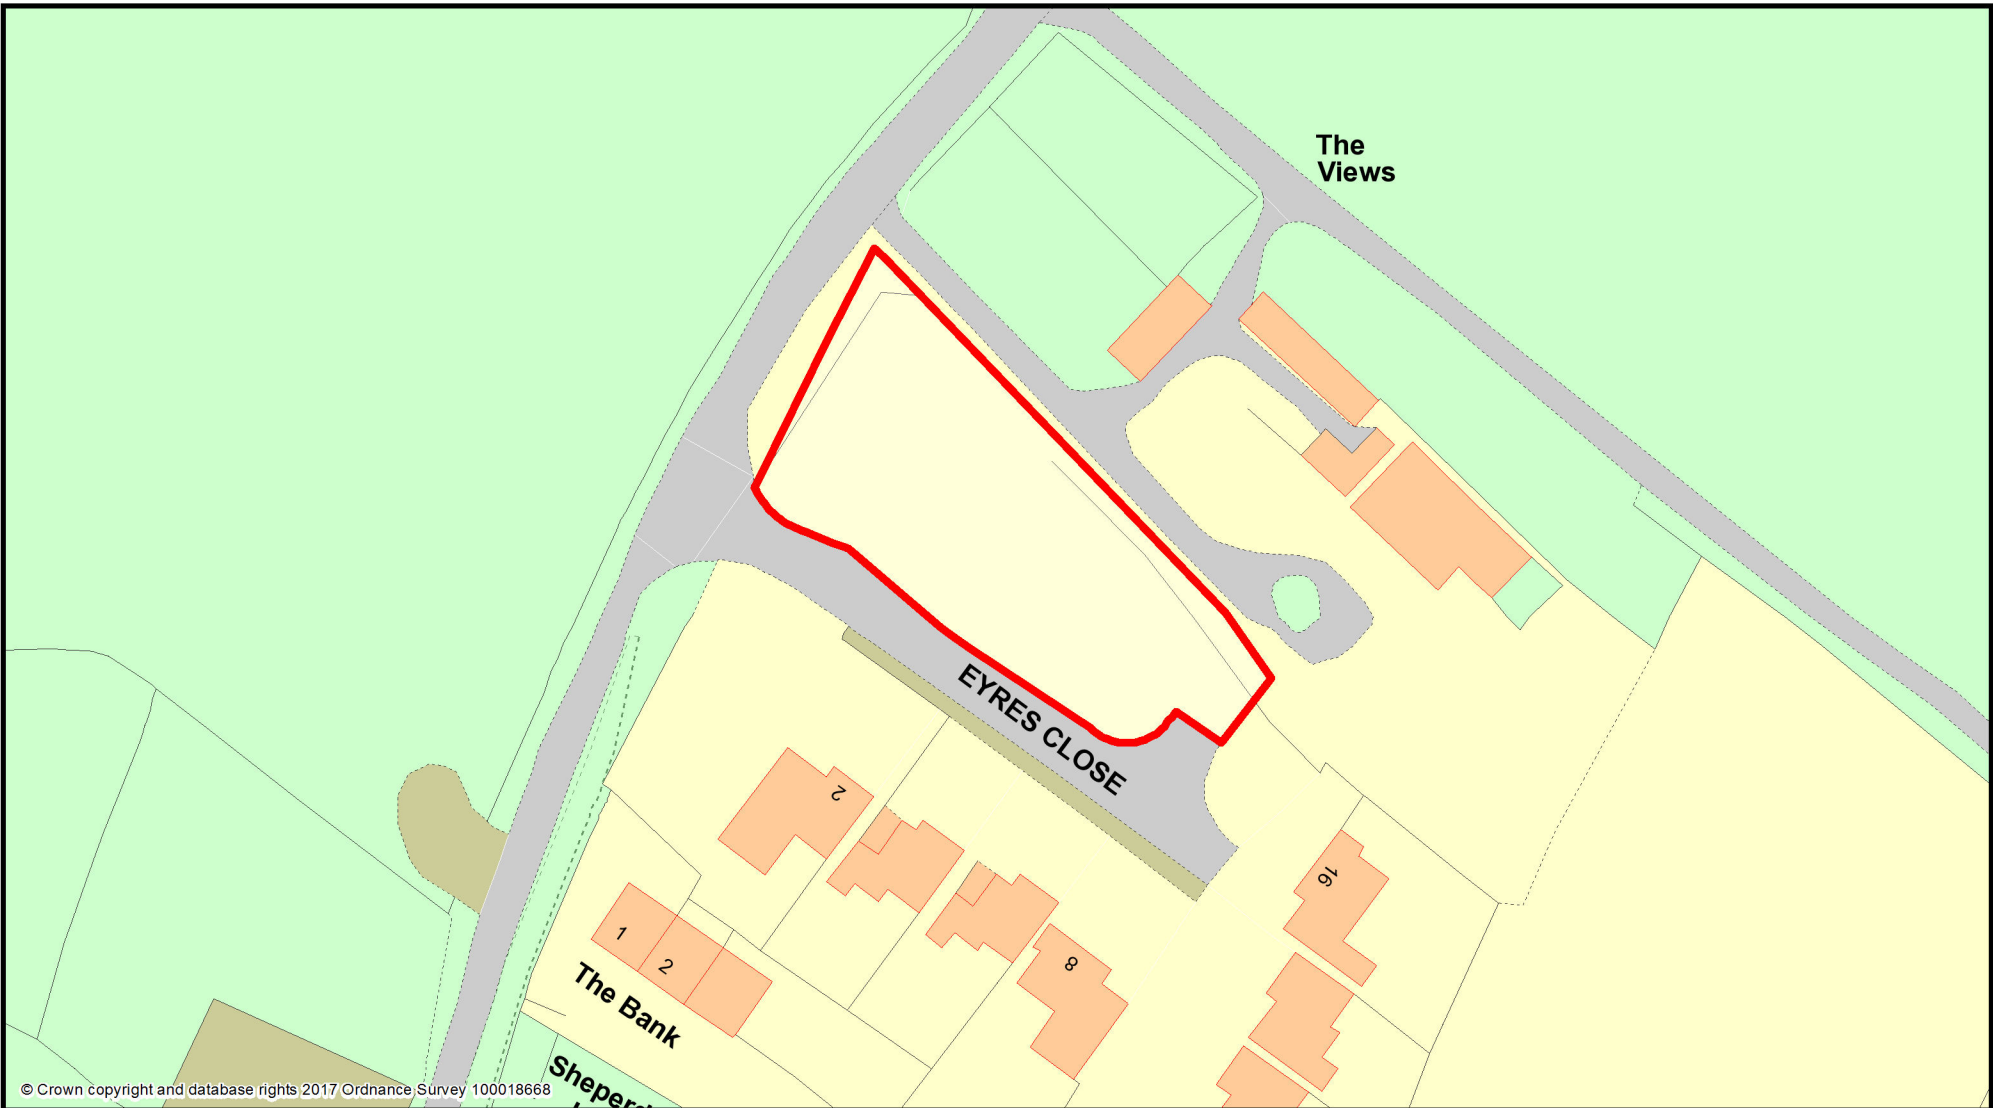 The
Views
EYRES CLOSE
2
16
8
1
2
The Bank
© Crown copyright and database rights 2017 Ordnance Survey 100018668